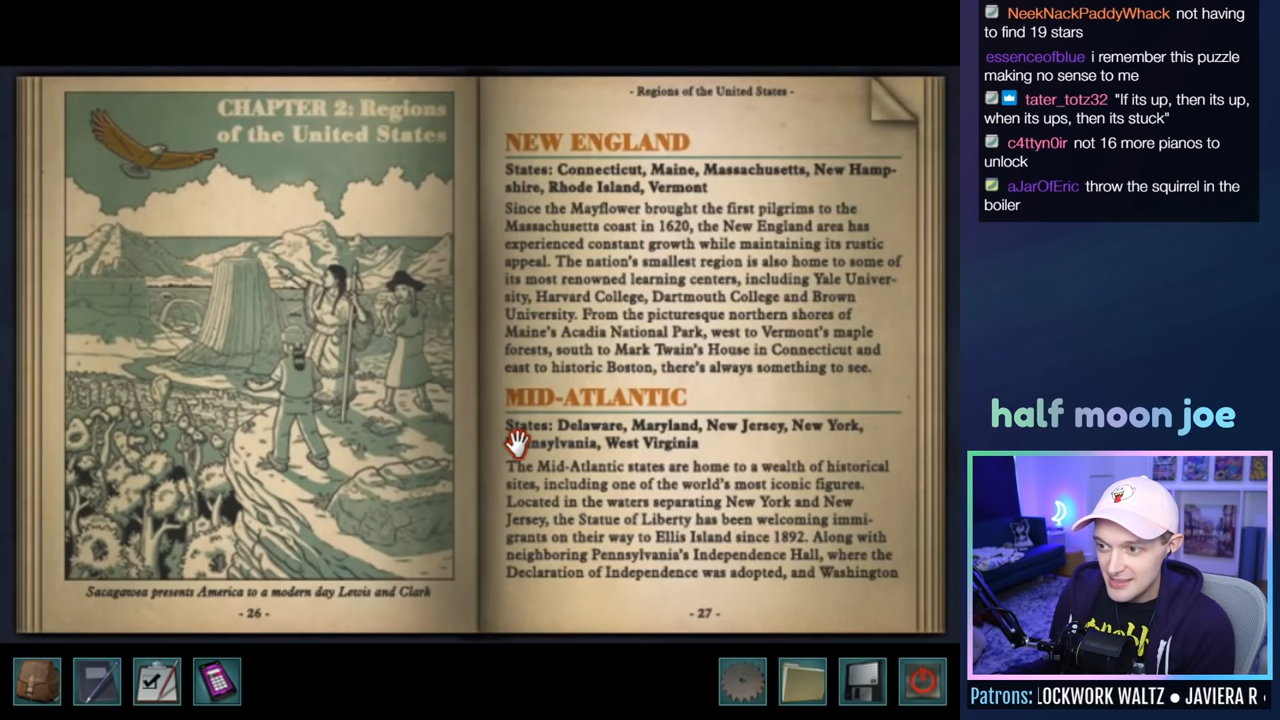 CHAPTER 2: Regions
of the United States
Sacagawea presents America to a modern day Lewis and Clark
- 26 -
- Regions of the United States -
NEW ENGLAND
States: Connecticut, Maine, Massachusetts, New Hamp-
shire, Rhode Island, Vermont
Since the Mayflower brought the first pilgrims to the
Massachusetts coast in 1620, the New England area has
experienced constant growth while maintaining its rustic
appeal. The nation's smallest region is also home to some of
its most renowned learning centers, including Yale Univer-
sity, Harvard College, Dartmouth College and Brown
University. From the picturesque northern shores of
Maine's Acadia National Park, west to Vermont's maple
forests, south to Mark Twain's House in Connecticut and
east to historic Boston, there's always something to see.
MID-ATLANTIC
States: Delaware, Maryland, New Jersey, New York,
nsylvania, West Virginia
The Mid-Atlantic states are home to a wealth of historical
sites, including one of the world's most iconic figures.
Located in the waters separating New York and New
Jersey, the Statue of Liberty has been welcoming immi-
grants on their way to Ellis Island since 1892. Along with
neighboring Pennsylvania's Independence Hall, where the
Declaration of Independence was adopted, and Washington
- 27 -
NeekNackPaddyWhack not having
to find 19 stars
essenceofblue i remember this puzzle
making no sense to me
tater_totz32 "If its up, then its up,
when its ups, then its stuck"
c4ttyn0ir not 16 more pianos to
unlock
aJarOfEric throw the squirrel in the
boiler
half moon joe
Patrons: LOCKWORK WALTZ ● JAVIERA R